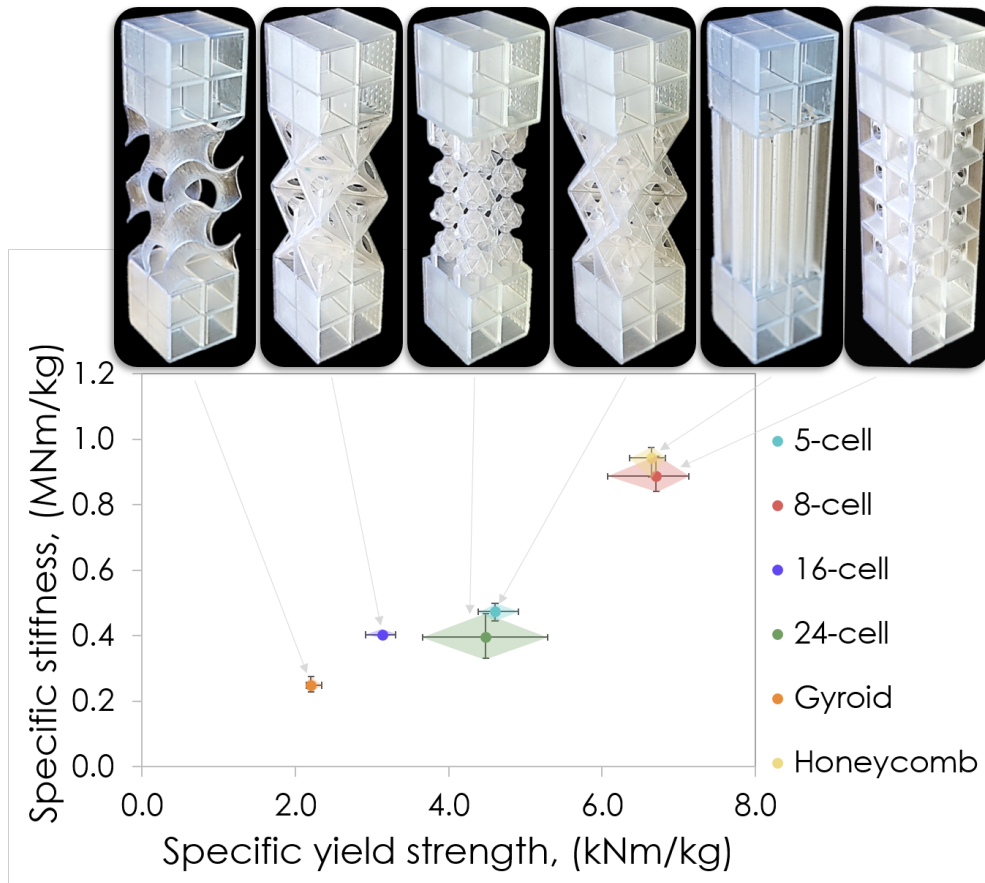 Specific stiffness, (MNm/kg)
1.2
1.0
0.8
0.6
0.4
0.2
0.0
0.0 2.0 4.0 6.0 8.0
Specific yield strength, (kNm/kg)
5-cell
8-cell
16-cell
24-cell
Gyroid
Honeycomb